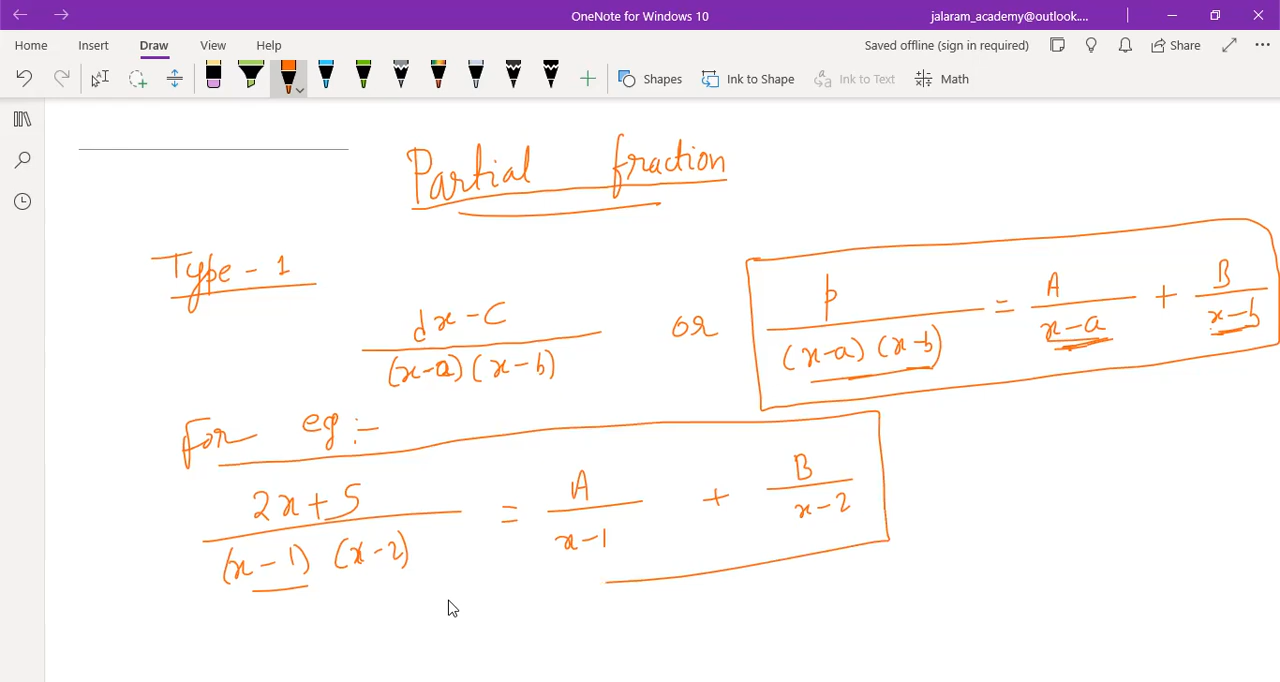 OneNote for Windows 10
jalaram_academy@outlook....
Home Insert Draw View Help
Saved offline (sign in required) Share
Shapes Ink to Shape Ink to Text Math
Partial fraction
Type - 1
dx - c / (x-a)(x-b) or p / (x-a)(x-b) = A / x-a + B / x-b
For eg :-
2x+5 / (x-1)(x-2) = A / x-1 + B / x-2